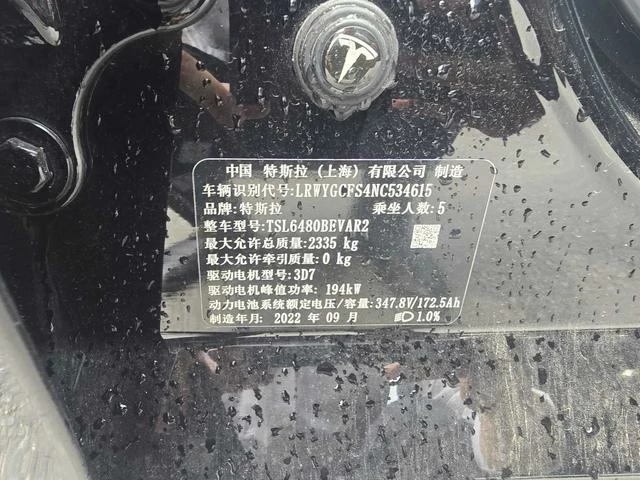 中国 特斯拉（上海）有限公司 制造
车辆识别代号:LRWYGCFS4NC534615
品牌:特斯拉 乘坐人数:5
整车型号:TSL6480BEVAR2
最大允许总质量:2335 kg
最大允许牵引质量:0 kg
驱动电机型号:3D7
驱动电机峰值功率: 194kW
动力电池系统额定电压/容量:347.8V/172.5Ah
制造年月: 2022 年 09 月 1.0%